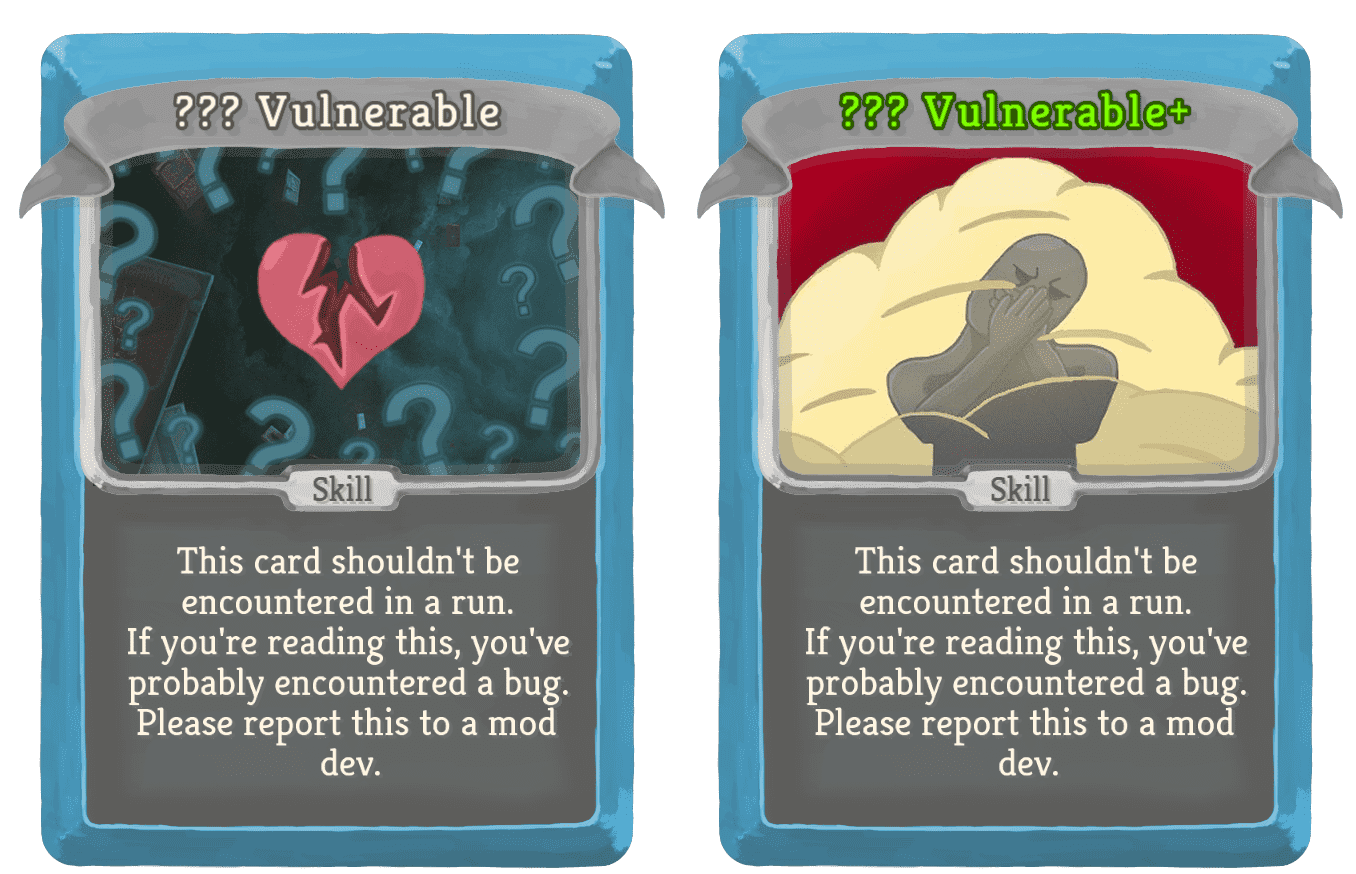 ??? Vulnerable
Skill
This card shouldn't be
encountered in a run.
If you're reading this, you've
probably encountered a bug.
Please report this to a mod
dev.
??? Vulnerable+
Skill
This card shouldn't be
encountered in a run.
If you're reading this, you've
probably encountered a bug.
Please report this to a mod
dev.